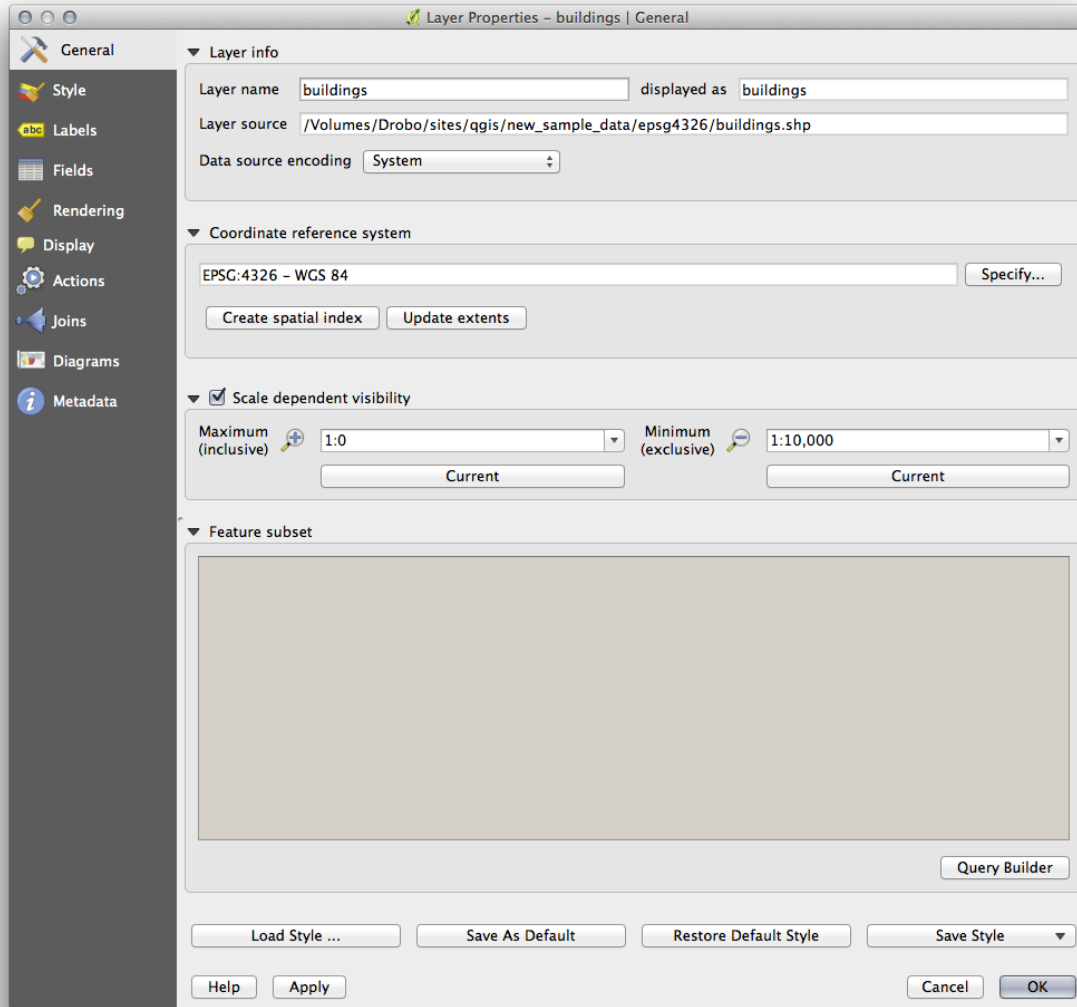 Layer Properties – buildings | General
General
Style
abc Labels
Fields
Rendering
Display
Actions
Joins
Diagrams
i Metadata
Layer info
Layer name buildings displayed as buildings
Layer source /Volumes/Drobo/sites/qgis/new_sample_data/epsg4326/buildings.shp
Data source encoding System
Coordinate reference system
EPSG:4326 – WGS 84 Specify...
Create spatial index Update extents
Scale dependent visibility
Maximum (inclusive) 1:0 Minimum (exclusive) 1:10,000
Current Current
Feature subset
Query Builder
Load Style ... Save As Default Restore Default Style Save Style
Help Apply Cancel OK